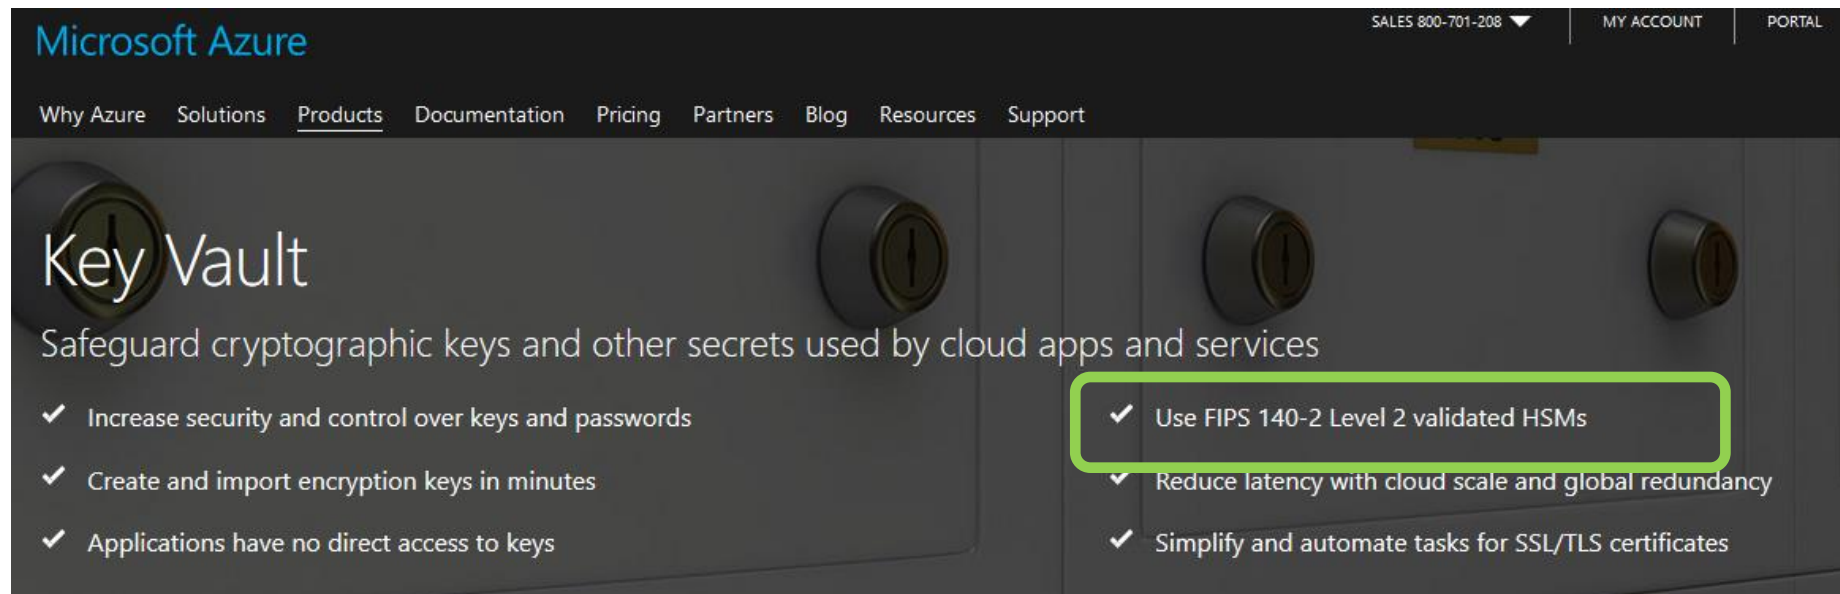 SALES 800-701-208
MY ACCOUNT
PORTAL
Microsoft Azure
Why Azure Solutions Products Documentation Pricing Partners Blog Resources Support
Key Vault
Safeguard cryptographic keys and other secrets used by cloud apps and services
Increase security and control over keys and passwords
Create and import encryption keys in minutes
Applications have no direct access to keys
Use FIPS 140-2 Level 2 validated HSMs
Reduce latency with cloud scale and global redundancy
Simplify and automate tasks for SSL/TLS certificates